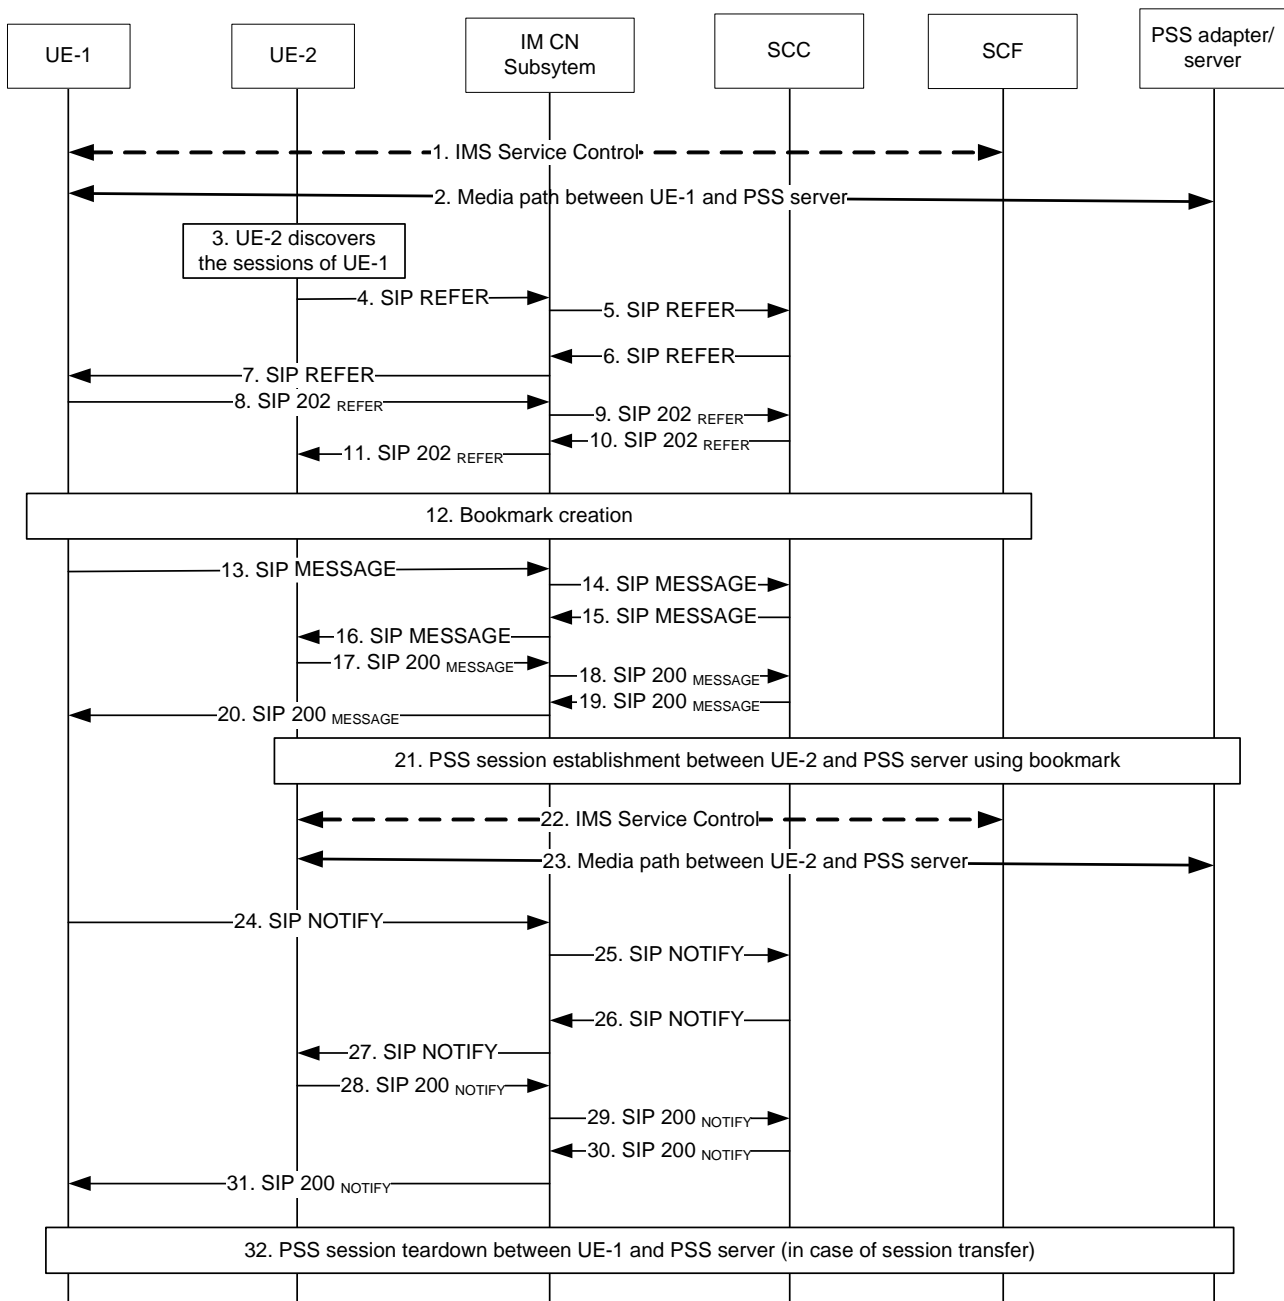 UE-1
UE-2
IM CN
Subsytem
SCC
SCF
PSS adapter/
server
1. IMS Service Control
2. Media path between UE-1 and PSS server
3. UE-2 discovers
the sessions of UE-1
4. SIP REFER
5. SIP REFER
6. SIP REFER
7. SIP REFER
8. SIP 202 REFER
9. SIP 202 REFER
10. SIP 202 REFER
11. SIP 202 REFER
12. Bookmark creation
13. SIP MESSAGE
14. SIP MESSAGE
15. SIP MESSAGE
16. SIP MESSAGE
17. SIP 200 MESSAGE
18. SIP 200 MESSAGE
19. SIP 200 MESSAGE
20. SIP 200 MESSAGE
21. PSS session establishment between UE-2 and PSS server using bookmark
22. IMS Service Control
23. Media path between UE-2 and PSS server
24. SIP NOTIFY
25. SIP NOTIFY
26. SIP NOTIFY
27. SIP NOTIFY
28. SIP 200 NOTIFY
29. SIP 200 NOTIFY
30. SIP 200 NOTIFY
31. SIP 200 NOTIFY
32. PSS session teardown between UE-1 and PSS server (in case of session transfer)